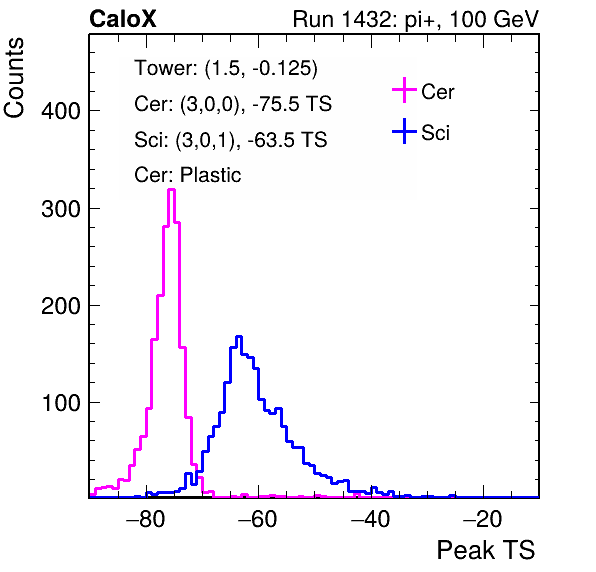 CaloX
Run 1432: pi+, 100 GeV
Counts
Tower: (1.5, -0.125)
Cer: (3,0,0), -75.5 TS
Sci: (3,0,1), -63.5 TS
Cer: Plastic
Cer
Sci
400
300
200
100
−80
−60
−40
−20
Peak TS